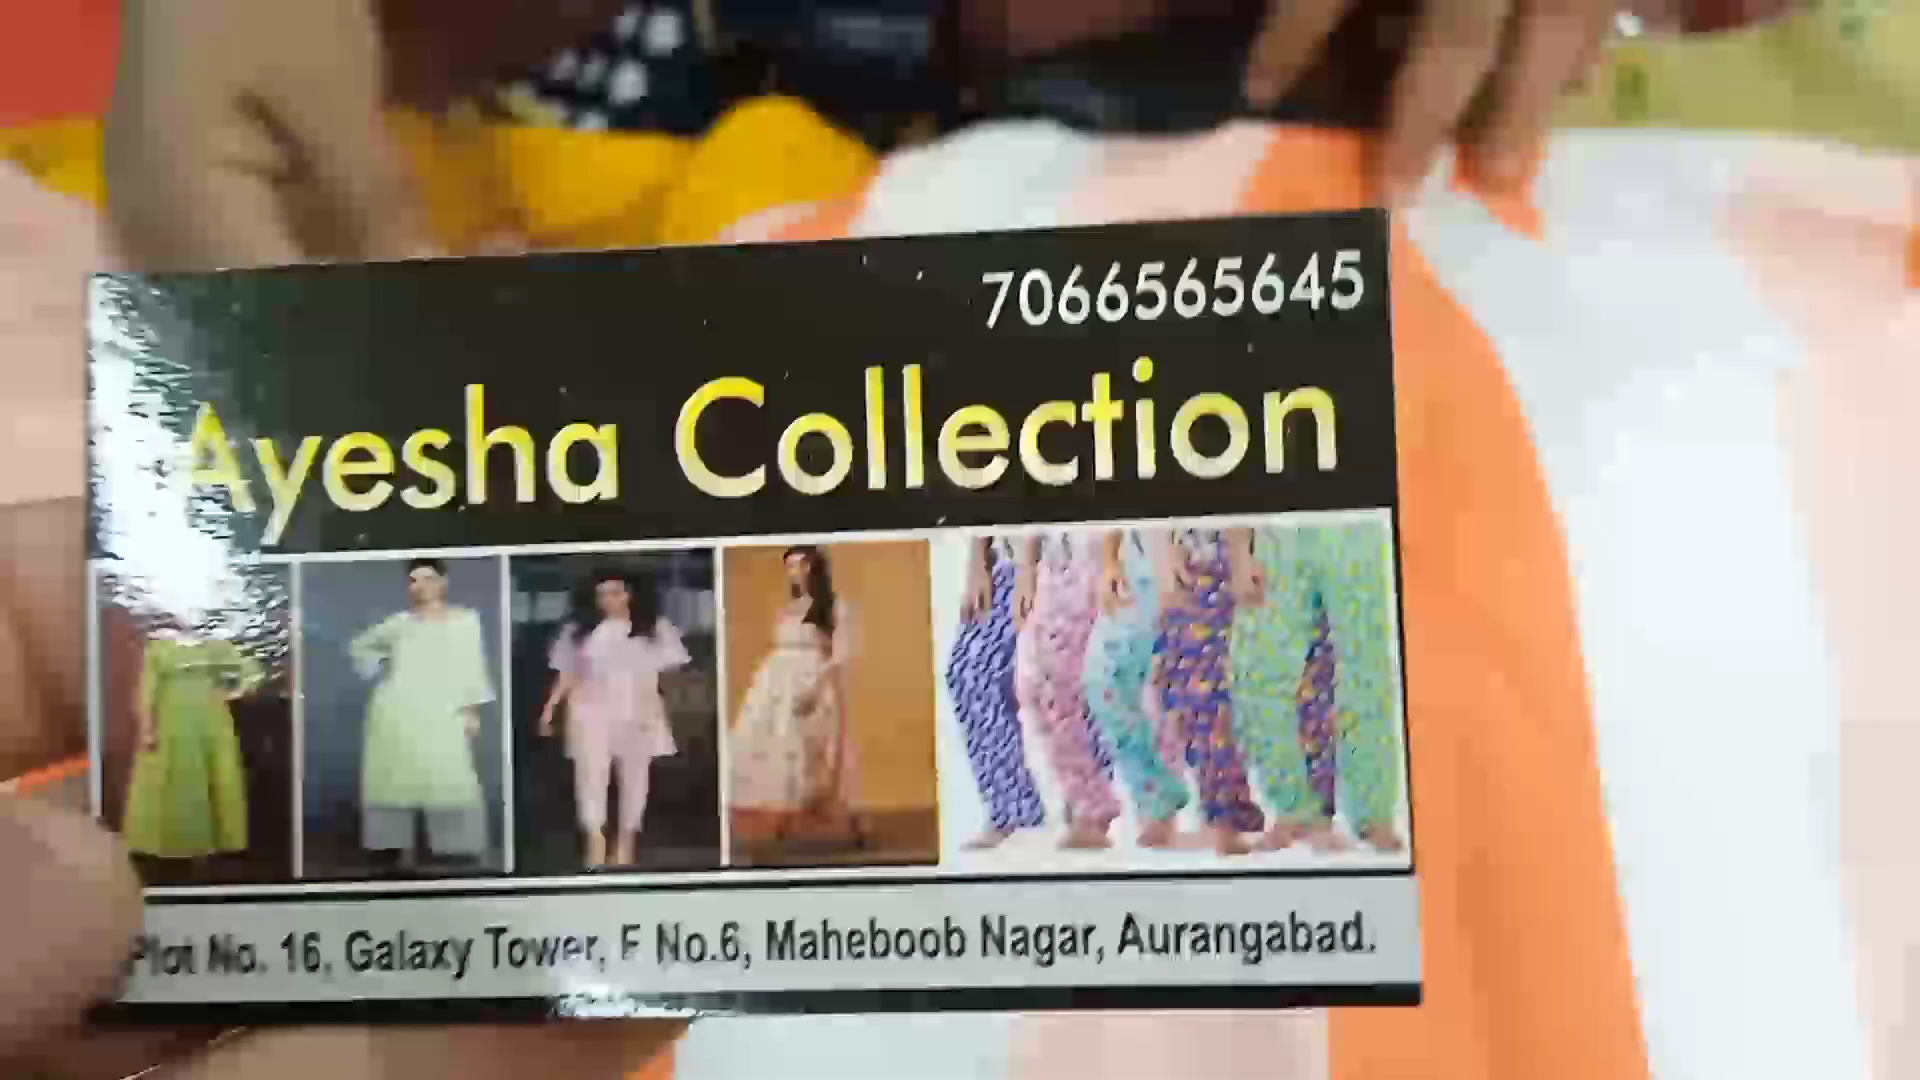 7066565645
Ayesha Collection
Plot No. 16, Galaxy Tower, F No.6, Maheboob Nagar, Aurangabad.